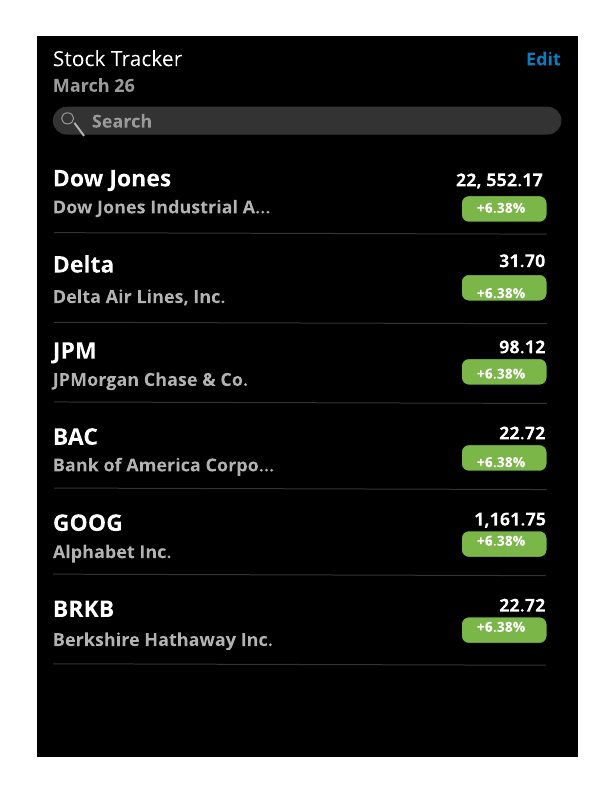 Stock Tracker
Edit
March 26
Search
Dow Jones
22, 552.17
Dow Jones Industrial A...
+6.38%
Delta
31.70
Delta Air Lines, Inc.
+6.38%
JPM
98.12
JPMorgan Chase & Co.
+6.38%
BAC
22.72
Bank of America Corpo...
+6.38%
GOOG
1,161.75
Alphabet Inc.
+6.38%
BRKB
22.72
Berkshire Hathaway Inc.
+6.38%